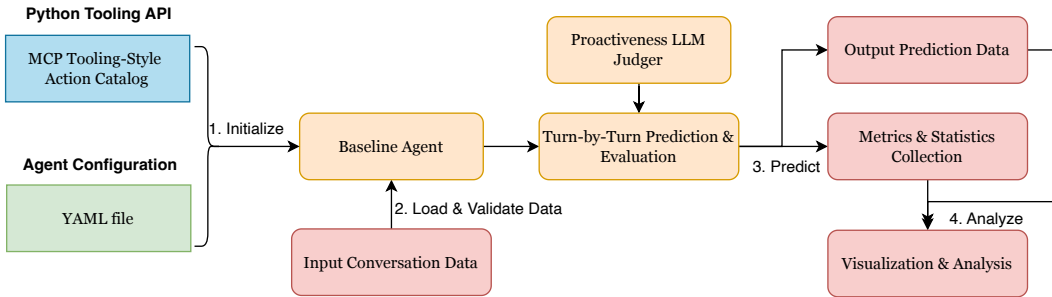 Python Tooling API
MCP Tooling-Style
Action Catalog
Agent Configuration
YAML file
1. Initialize
Baseline Agent
2. Load & Validate Data
Input Conversation Data
Proactiveness LLM
Judger
Turn-by-Turn Prediction &
Evaluation
3. Predict
Output Prediction Data
Metrics & Statistics
Collection
4. Analyze
Visualization & Analysis